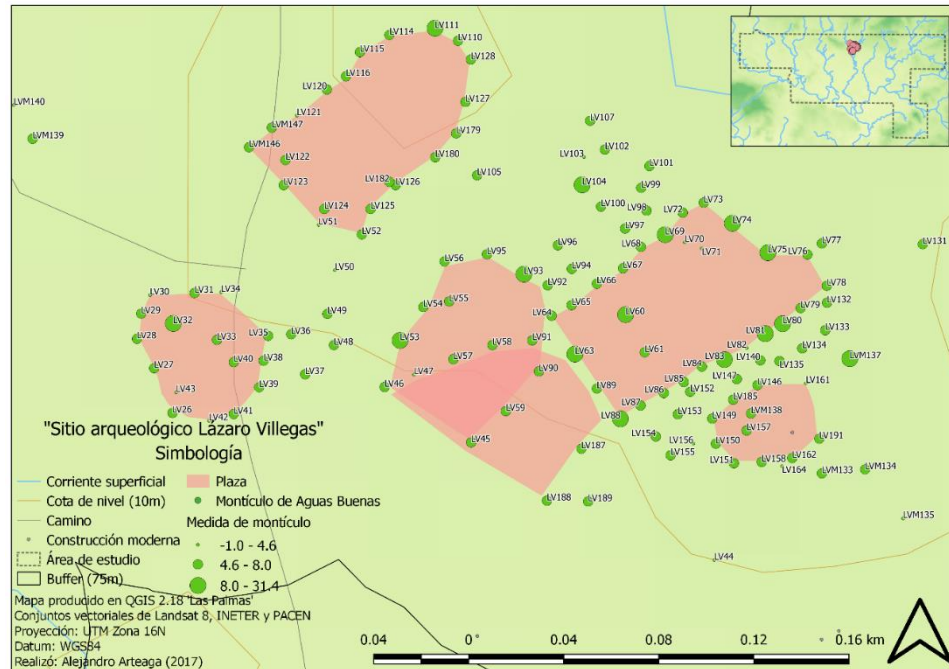 LV111
LV114
LV110
LV115
LV128
LV116
LV120
LVM140
LV127
LV121
LV107
LVM147
LV179
LVM139
LVM146
LV102
LV103
LV180
LV122
LV101
LV105
LV182
LV126
LV104
LV99
LV123
LV73
LV124
LV125
LV100
LV98
LV72
LV51
LV74
LV97
LV52
LV69
LV70
LV77
LV131
LV96
LV68
LV71
LV75
LV76
LV95
LV56
LV50
LV94
LV67
LV93
LV92
LV66
LV78
LV30
LV31
LV34
LV55
LV132
LV54
LV65
LV79
LV29
LV49
LV64
LV60
LV32
LV80
LV133
LV28
LV33
LV35
LV36
LV81
LV53
LV91
LV48
LV58
LV82
LV134
LV63
LV61
LV57
LV40
LV38
LV83
LV140
LV135
LVM137
LV27
LV84
LV90
LV37
LV47
LV147
LV43
LV39
LV46
LV89
LV85
LV146
LV161
LV86
LV152
LV185
LV59
LV87
LV26
LV42
LV41
LV88
LV153
LV149
LVM138
LV157
LV154
LV45
LV156
LV150
LV191
LV187
LV155
LV151
LV158
LV162
LV164
LVM133
LVM134
LV188
LV189
LVM135
LV44
"Sitio arqueológico Lázaro Villegas"
Simbología
Corriente superficial
Cota de nivel (10m)
Camino
Construcción moderna
Área de estudio
Buffer (75m)
Plaza
Montículo de Aguas Buenas
Medida de montículo
-1.0 - 4.6
4.6 - 8.0
8.0 - 31.4
Mapa producido en QGIS 2.18 'Las Palmas'
Conjuntos vectoriales de Landsat 8, INETER y PACEN
Proyección: UTM Zona 16N
Datum: WGS84
Realizó: Alejandro Arteaga (2017)
0.04 0 0.04 0.08 0.12 0.16 km